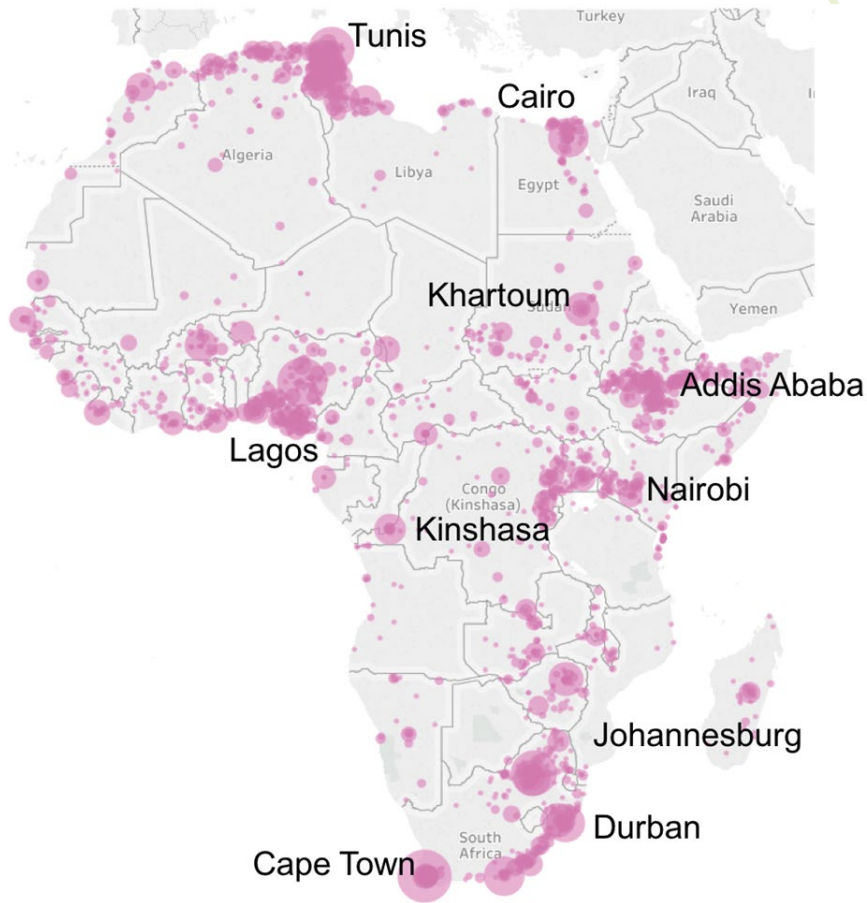 Turkey
Tunis
Iraq
Cairo
Algeria
Libya
Egypt
Saudi
Arabia
Khartoum
Sudan
Yemen
Addis Ababa
Lagos
Nairobi
Congo
(Kinshasa)
Kinshasa
Johannesburg
Durban
South
Africa
Cape Town